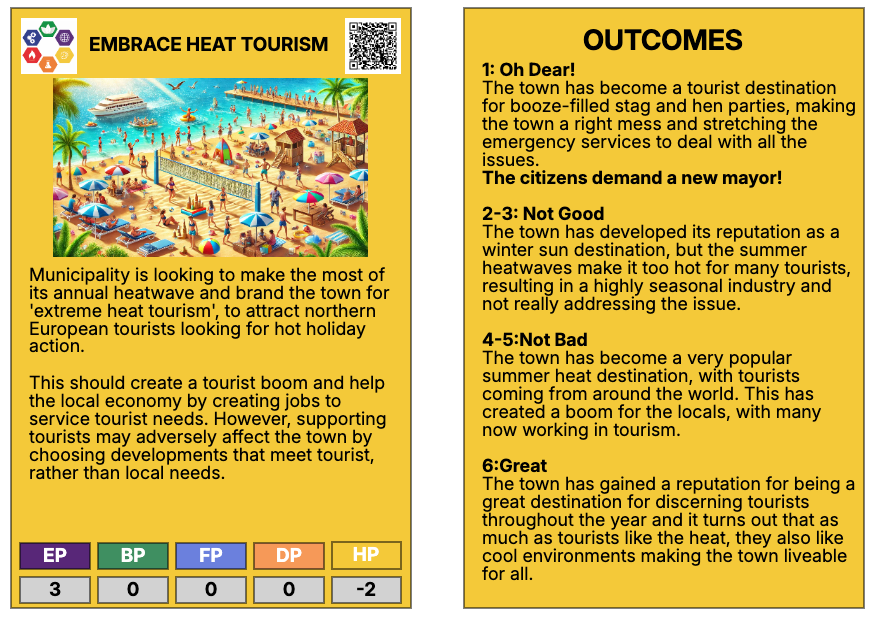 EMBRACE HEAT TOURISM
Municipality is looking to make the most of
its annual heatwave and brand the town for
'extreme heat tourism', to attract northern
European tourists looking for hot holiday
action.
This should create a tourist boom and help
the local economy by creating jobs to
service tourist needs. However, supporting
tourists may adversely affect the town by
choosing developments that meet tourist,
rather than local needs.
EP BP FP DP HP
3 0 0 0 -2
OUTCOMES
1: Oh Dear!
The town has become a tourist destination
for booze-filled stag and hen parties, making
the town a right mess and stretching the
emergency services to deal with all the
issues.
The citizens demand a new mayor!
2-3: Not Good
The town has developed its reputation as a
winter sun destination, but the summer
heatwaves make it too hot for many tourists,
resulting in a highly seasonal industry and
not really addressing the issue.
4-5:Not Bad
The town has become a very popular
summer heat destination, with tourists
coming from around the world. This has
created a boom for the locals, with many
now working in tourism.
6:Great
The town has gained a reputation for being a
great destination for discerning tourists
throughout the year and it turns out that as
much as tourists like the heat, they also like
cool environments making the town liveable
for all.